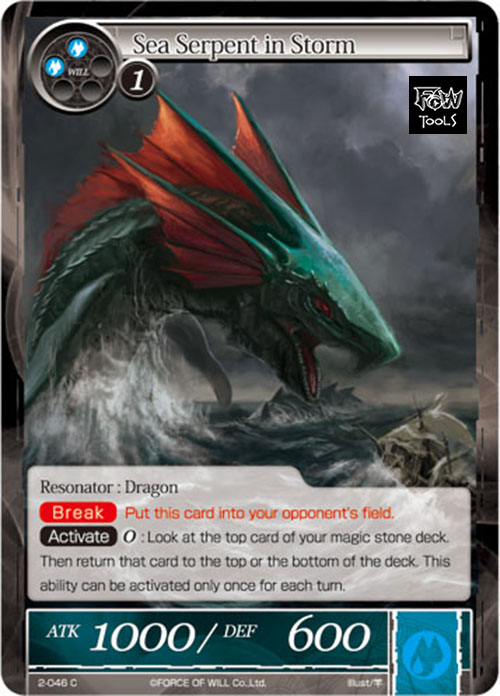 Sea Serpent in Storm
WILL
1
FOW
TOOLS
Resonator : Dragon
Break Put this card into your opponent's field.
Activate O : Look at the top card of your magic stone deck.
Then return that card to the top or the bottom of the deck. This
ability can be activated only once for each turn.
ATK 1000 / DEF 600
2-046 C ©FORCE OF WILL Co.,Ltd. Illust/